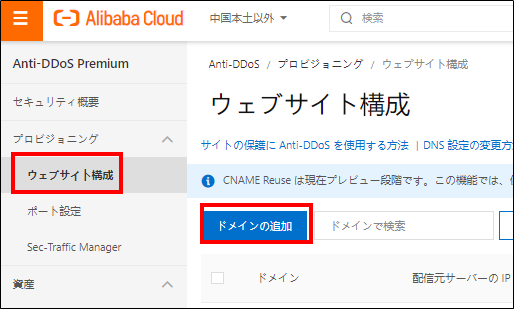 Alibaba Cloud
中国本土以外
検索
Anti-DDoS Premium
セキュリティ概要
プロビジョニング
ウェブサイト構成
ポート設定
Sec-Traffic Manager
資産
Anti-DDoS / プロビジョニング / ウェブサイト構成
ウェブサイト構成
サイトの保護に Anti-DDoS を使用する方法 | DNS 設定の変更方
CNAME Reuse は現在プレビュー段階です。この機能では、
ドメインの追加
ドメインで検索
ドメイン
配信元サーバーの IP